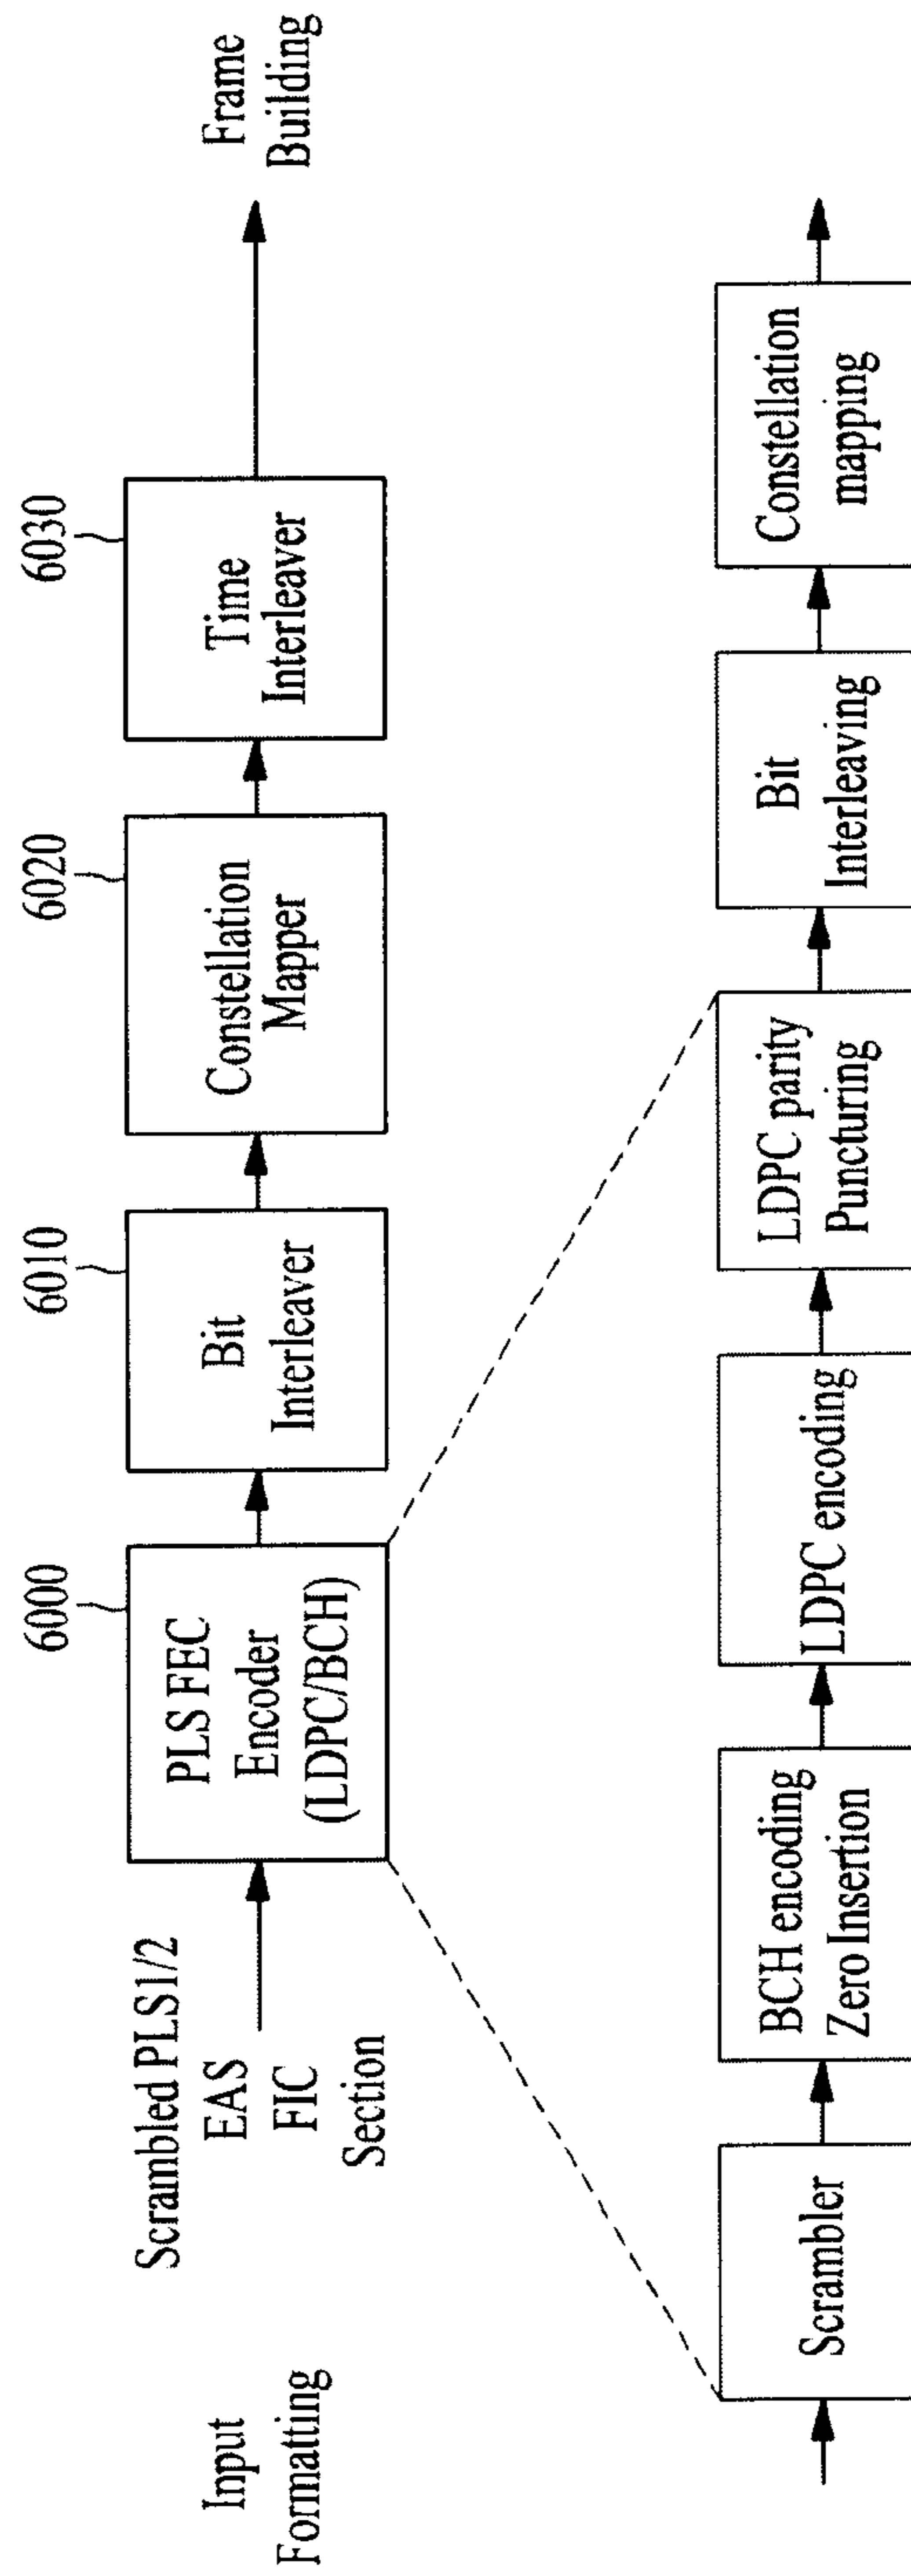 Input
Formatting
Scrambled PLS1/2
EAS
FIC
Section
6000
PLS FEC
Encoder
(LDPC/BCH)
6010
Bit
Interleaver
6020
Constellation
Mapper
6030
Time
Interleaver
Frame
Building
Scrambler
BCH encoding
Zero Insertion
LDPC encoding
LDPC parity
Puncturing
Bit
Interleaving
Constellation
mapping